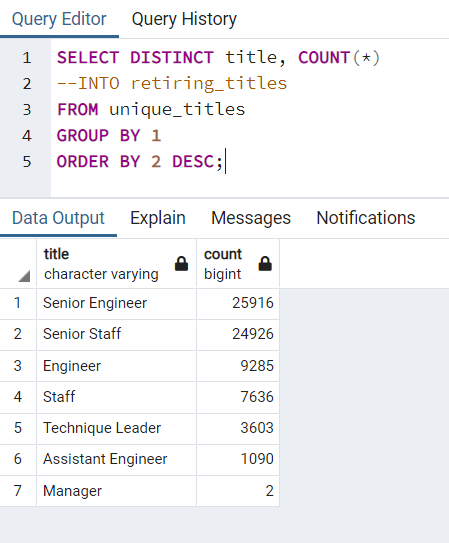 Query Editor Query History
1 SELECT DISTINCT title, COUNT(*)
2 --INTO retiring_titles
3 FROM unique_titles
4 GROUP BY 1
5 ORDER BY 2 DESC;
Data Output Explain Messages Notifications
title count
character varying bigint
1 Senior Engineer 25916
2 Senior Staff 24926
3 Engineer 9285
4 Staff 7636
5 Technique Leader 3603
6 Assistant Engineer 1090
7 Manager 2